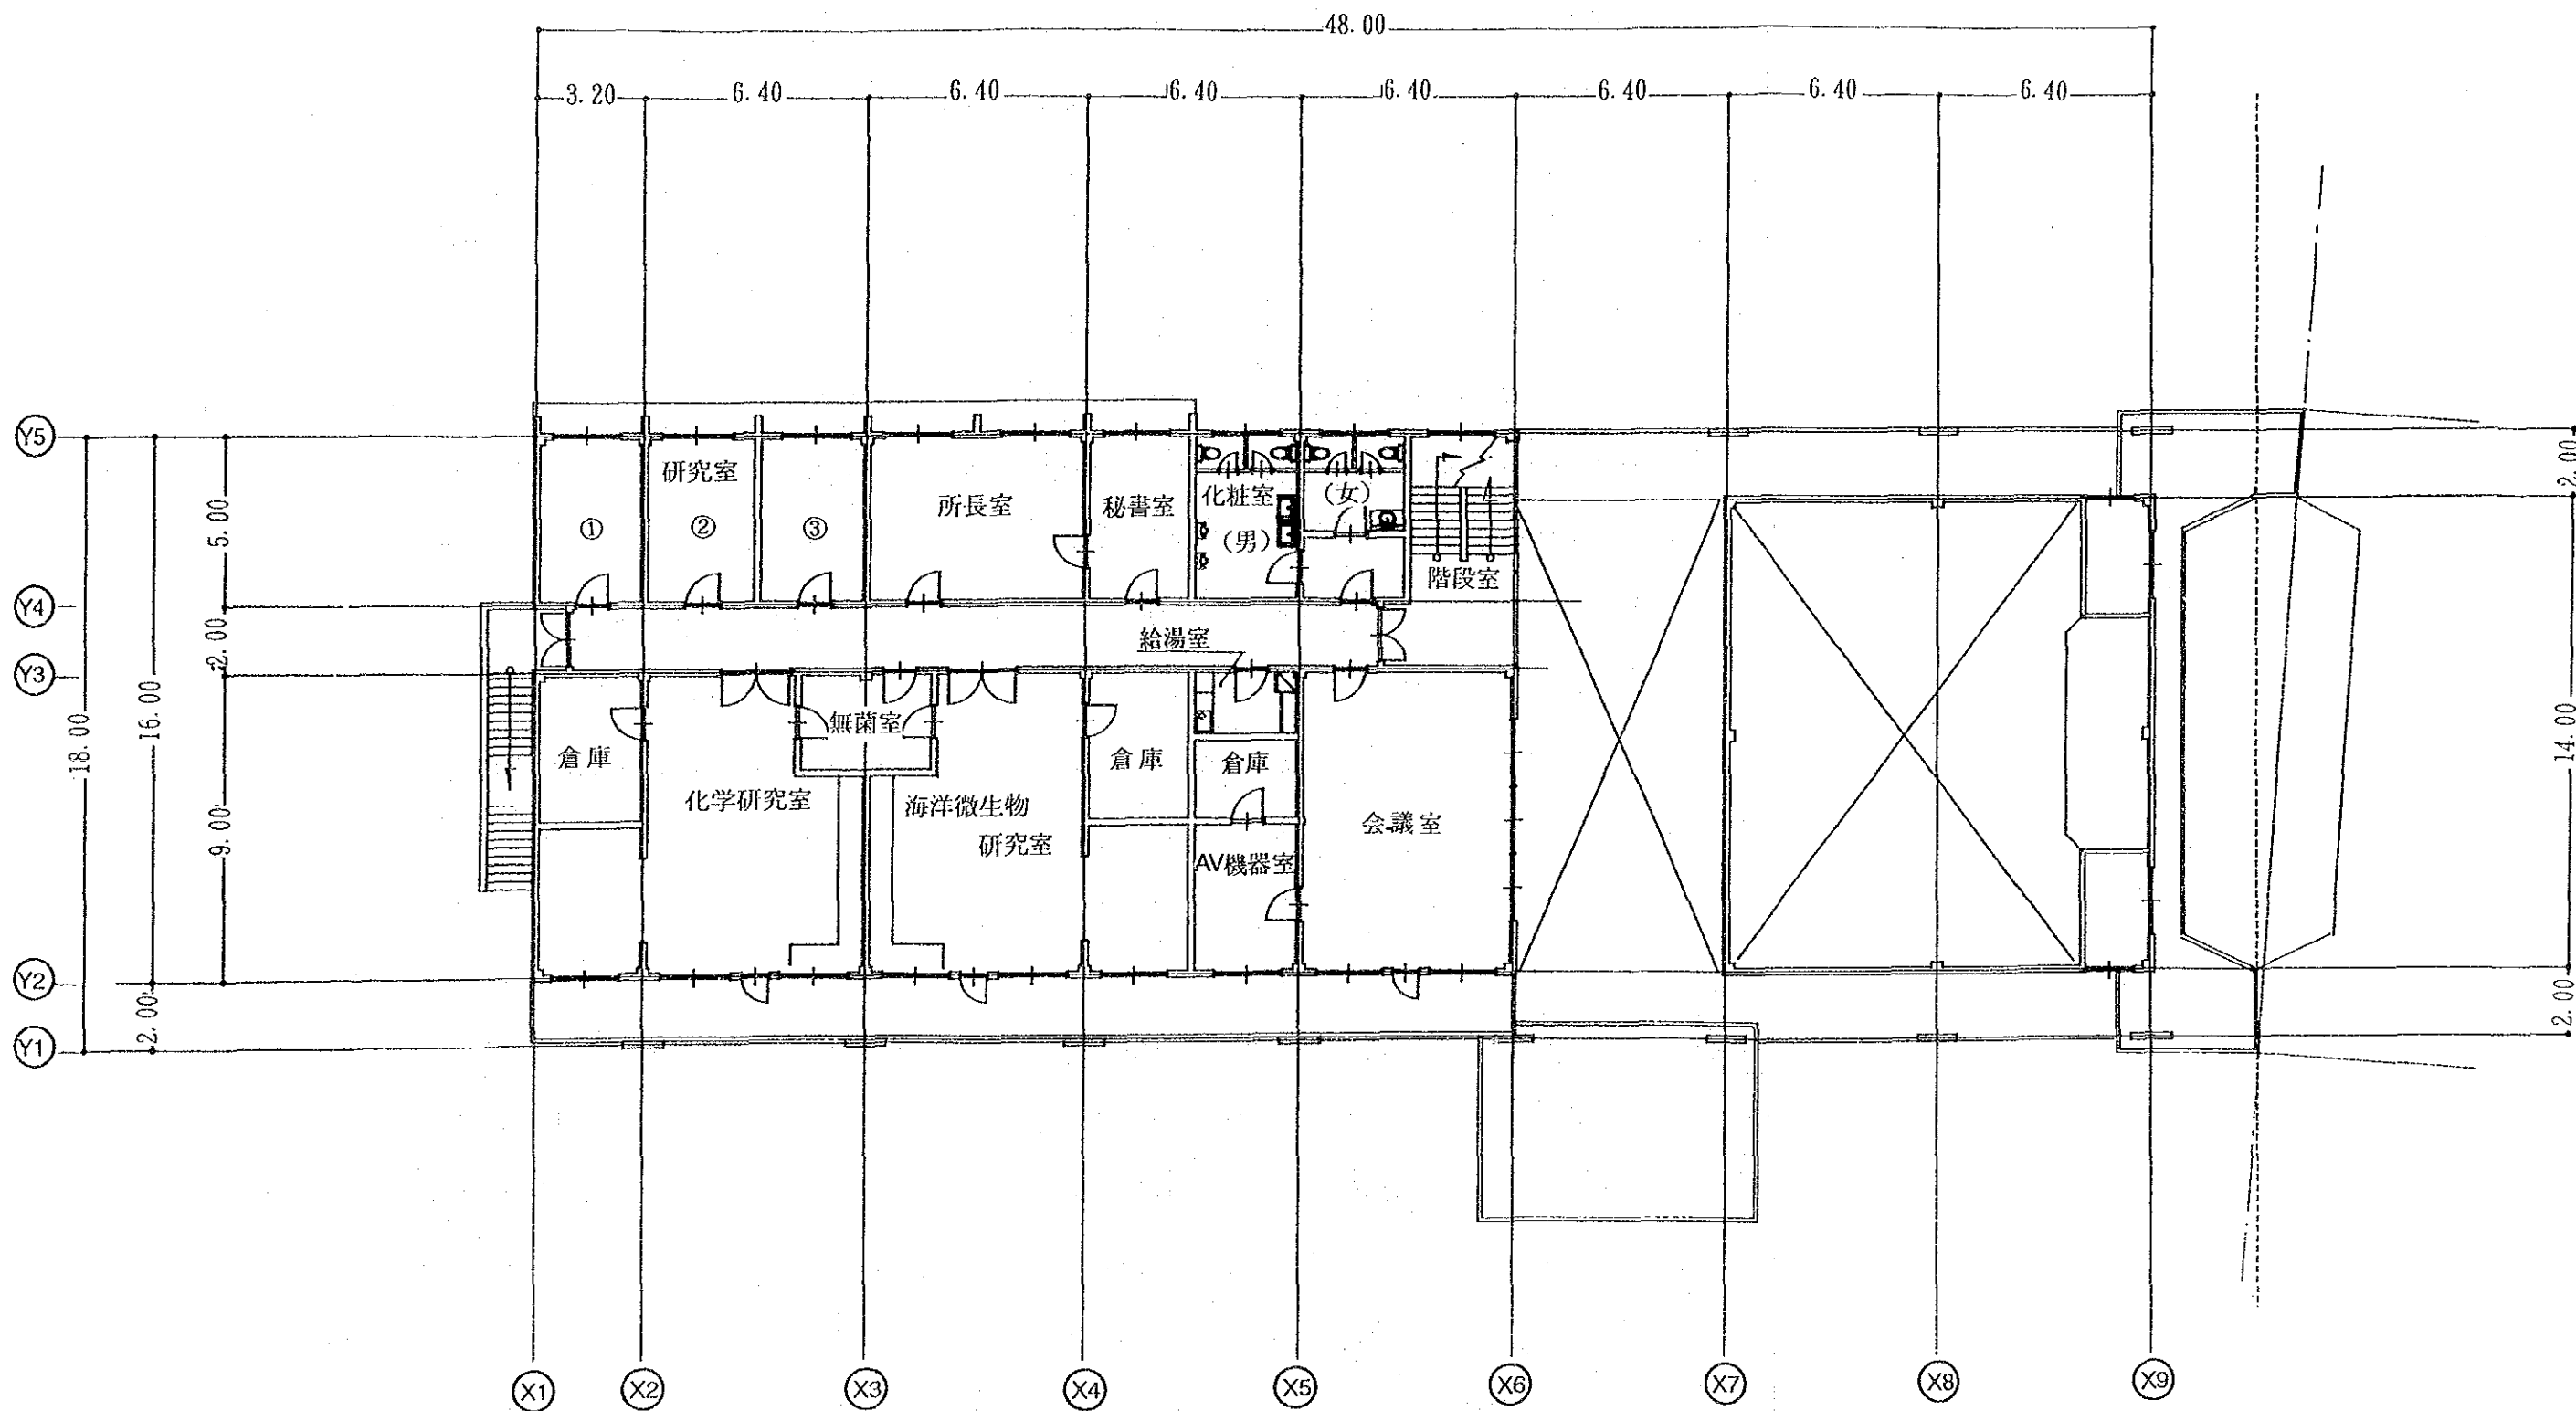 48.00
3.20
6.40
6.40
6.40
6.40
6.40
6.40
6.40
Y5
Y4
Y3
Y2
Y1
18.00
16.00
2.00
5.00
2.00
9.00
2.00
14.00
2.00
研究室
①
②
③
所長室
秘書室
化粧室
(男)
(女)
階段室
給湯室
倉庫
化学研究室
無菌室
海洋微生物
研究室
倉庫
倉庫
AV機器室
会議室
X1
X2
X3
X4
X5
X6
X7
X8
X9